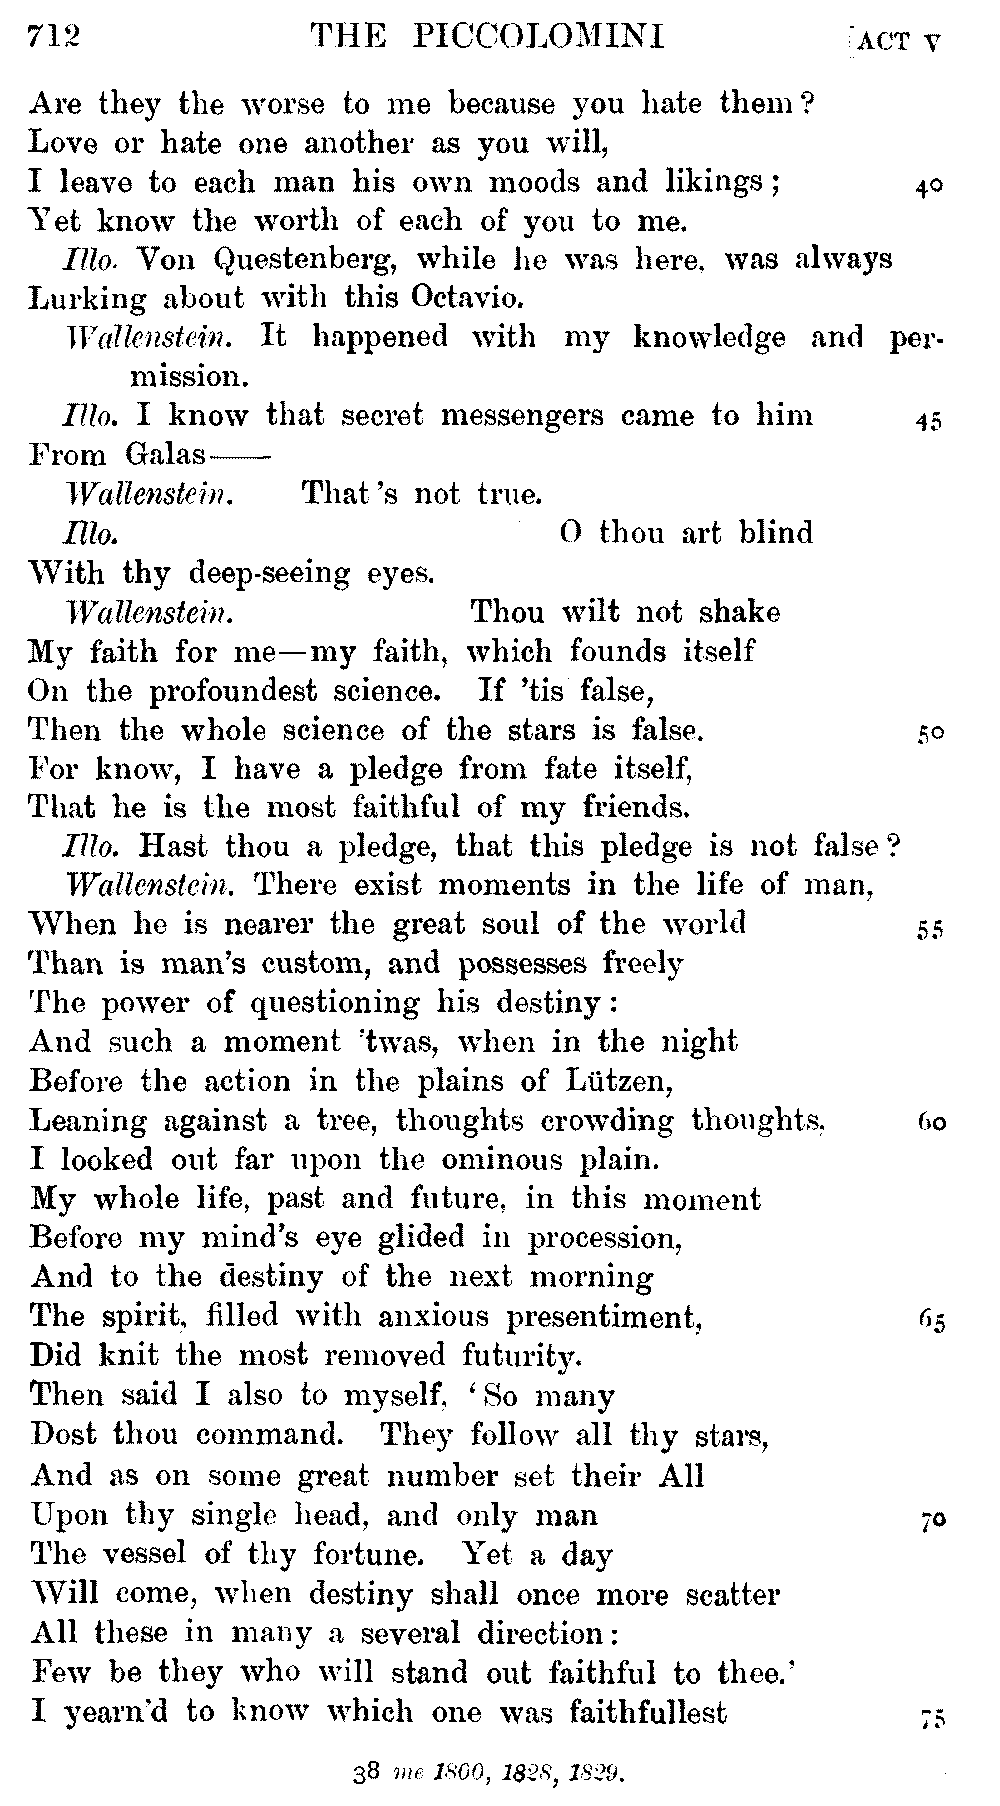 712 THE PICCOLOMINI ACT V
Are they the worse to me because you hate them?
Love or hate one another as you will,
I leave to each man his own moods and likings; 40
Yet know the worth of each of you to me.
Illo. Von Questenberg, while he was here, was always
Lurking about with this Octavio.
Wallenstein. It happened with my knowledge and per-
mission.
Illo. I know that secret messengers came to him 45
From Galas——
Wallenstein. That's not true.
Illo. O thou art blind
With thy deep-seeing eyes.
Wallenstein. Thou wilt not shake
My faith for me—my faith, which founds itself
On the profoundest science. If 'tis false,
Then the whole science of the stars is false. 50
For know, I have a pledge from fate itself,
That he is the most faithful of my friends.
Illo. Hast thou a pledge, that this pledge is not false?
Wallenstein. There exist moments in the life of man,
When he is nearer the great soul of the world 55
Than is man's custom, and possesses freely
The power of questioning his destiny:
And such a moment 'twas, when in the night
Before the action in the plains of Lützen,
Leaning against a tree, thoughts crowding thoughts, 60
I looked out far upon the ominous plain.
My whole life, past and future, in this moment
Before my mind's eye glided in procession,
And to the destiny of the next morning
The spirit, filled with anxious presentiment, 65
Did knit the most removed futurity.
Then said I also to myself, 'So many
Dost thou command. They follow all thy stars,
And as on some great number set their All
Upon thy single head, and only man 70
The vessel of thy fortune. Yet a day
Will come, when destiny shall once more scatter
All these in many a several direction:
Few be they who will stand out faithful to thee.'
I yearn'd to know which one was faithfullest 75
38 me 1800, 1828, 1829.